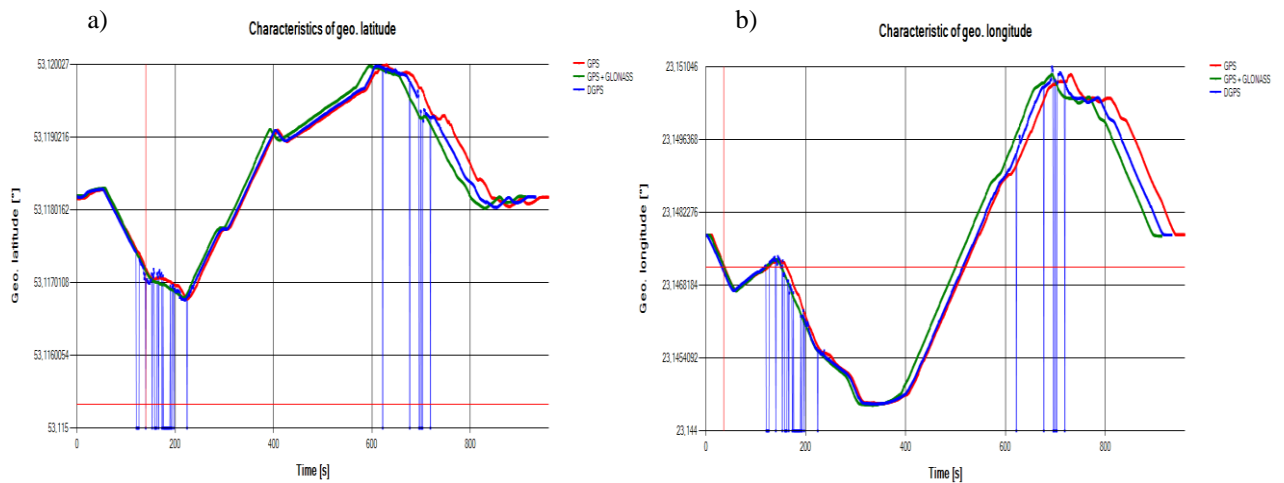 a)
Characteristics of geo. latitude
53,120027
53,1190216
53,1180162
53,1170108
53,1160054
53,115
0 200 400 600 800
Geo. latitude [°]
Time [s]
GPS
GPS + GLONASS
DGPS
b)
Characteristic of geo. longitude
23,151046
23,1496368
23,1482276
23,1468184
23,1454092
23,144
0 200 400 600 800
Geo. longitude [°]
Time [s]
GPS
GPS + GLONASS
DGPS